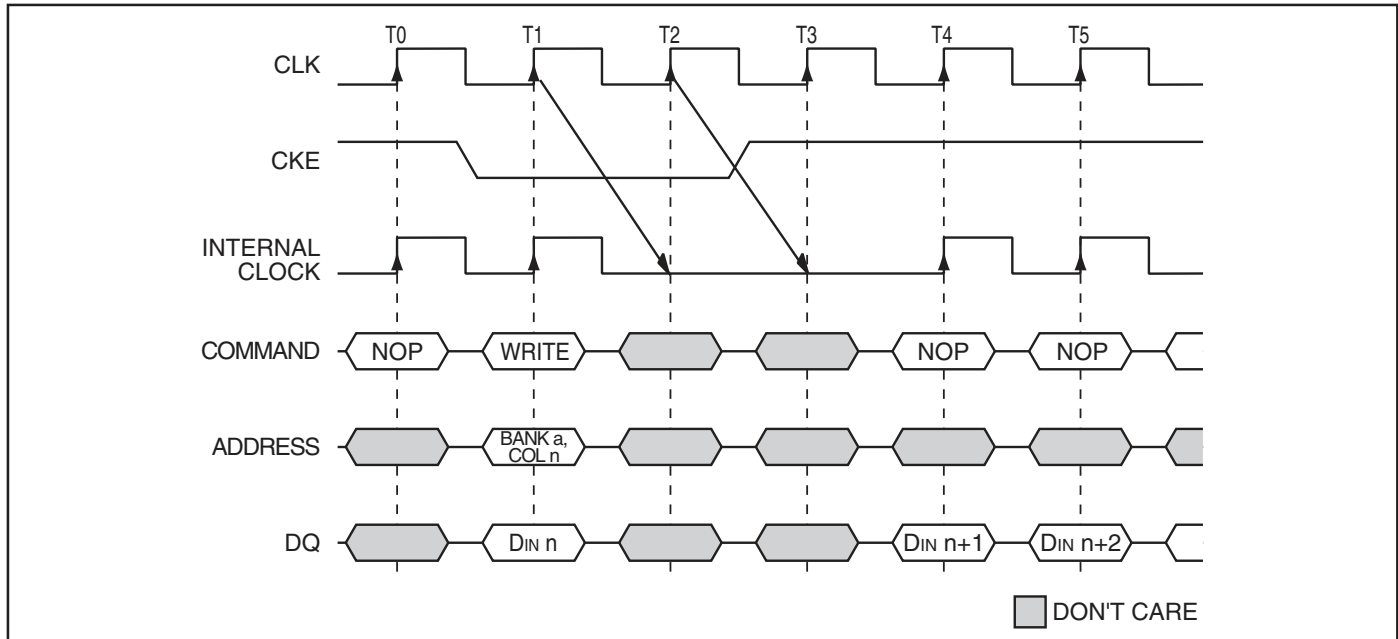 T0 T1 T2 T3 T4 T5
CLK
CKE
INTERNAL
CLOCK
COMMAND NOP WRITE NOP NOP
ADDRESS BANK a,
COL n
DQ DIN n DIN n+1 DIN n+2
DON'T CARE